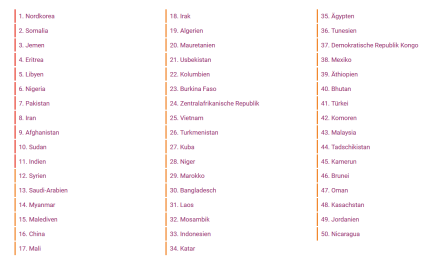 1. Nordkorea
2. Somalia
3. Jemen
4. Eritrea
5. Libyen
6. Nigeria
7. Pakistan
8. Iran
9. Afghanistan
10. Sudan
11. Indien
12. Syrien
13. Saudi-Arabien
14. Myanmar
15. Malediven
16. China
17. Mali
18. Irak
19. Algerien
20. Mauretanien
21. Usbekistan
22. Kolumbien
23. Burkina Faso
24. Zentralafrikanische Republik
25. Vietnam
26. Turkmenistan
27. Kuba
28. Niger
29. Marokko
30. Bangladesch
31. Laos
32. Mosambik
33. Indonesien
34. Katar
35. Ägypten
36. Tunesien
37. Demokratische Republik Kongo
38. Mexiko
39. Äthiopien
40. Bhutan
41. Türkei
42. Komoren
43. Malaysia
44. Tadschikistan
45. Kamerun
46. Brunei
47. Oman
48. Kasachstan
49. Jordanien
50. Nicaragua